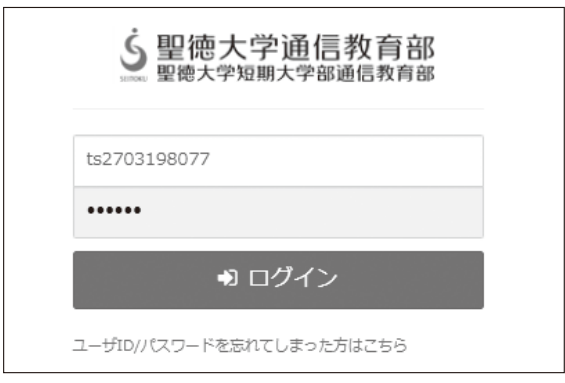 聖徳大学通信教育部
SEITOKU 聖徳大学短期大学部通信教育部
ts2703198077
••••••
ログイン
ユーザID/パスワードを忘れてしまった方はこちら